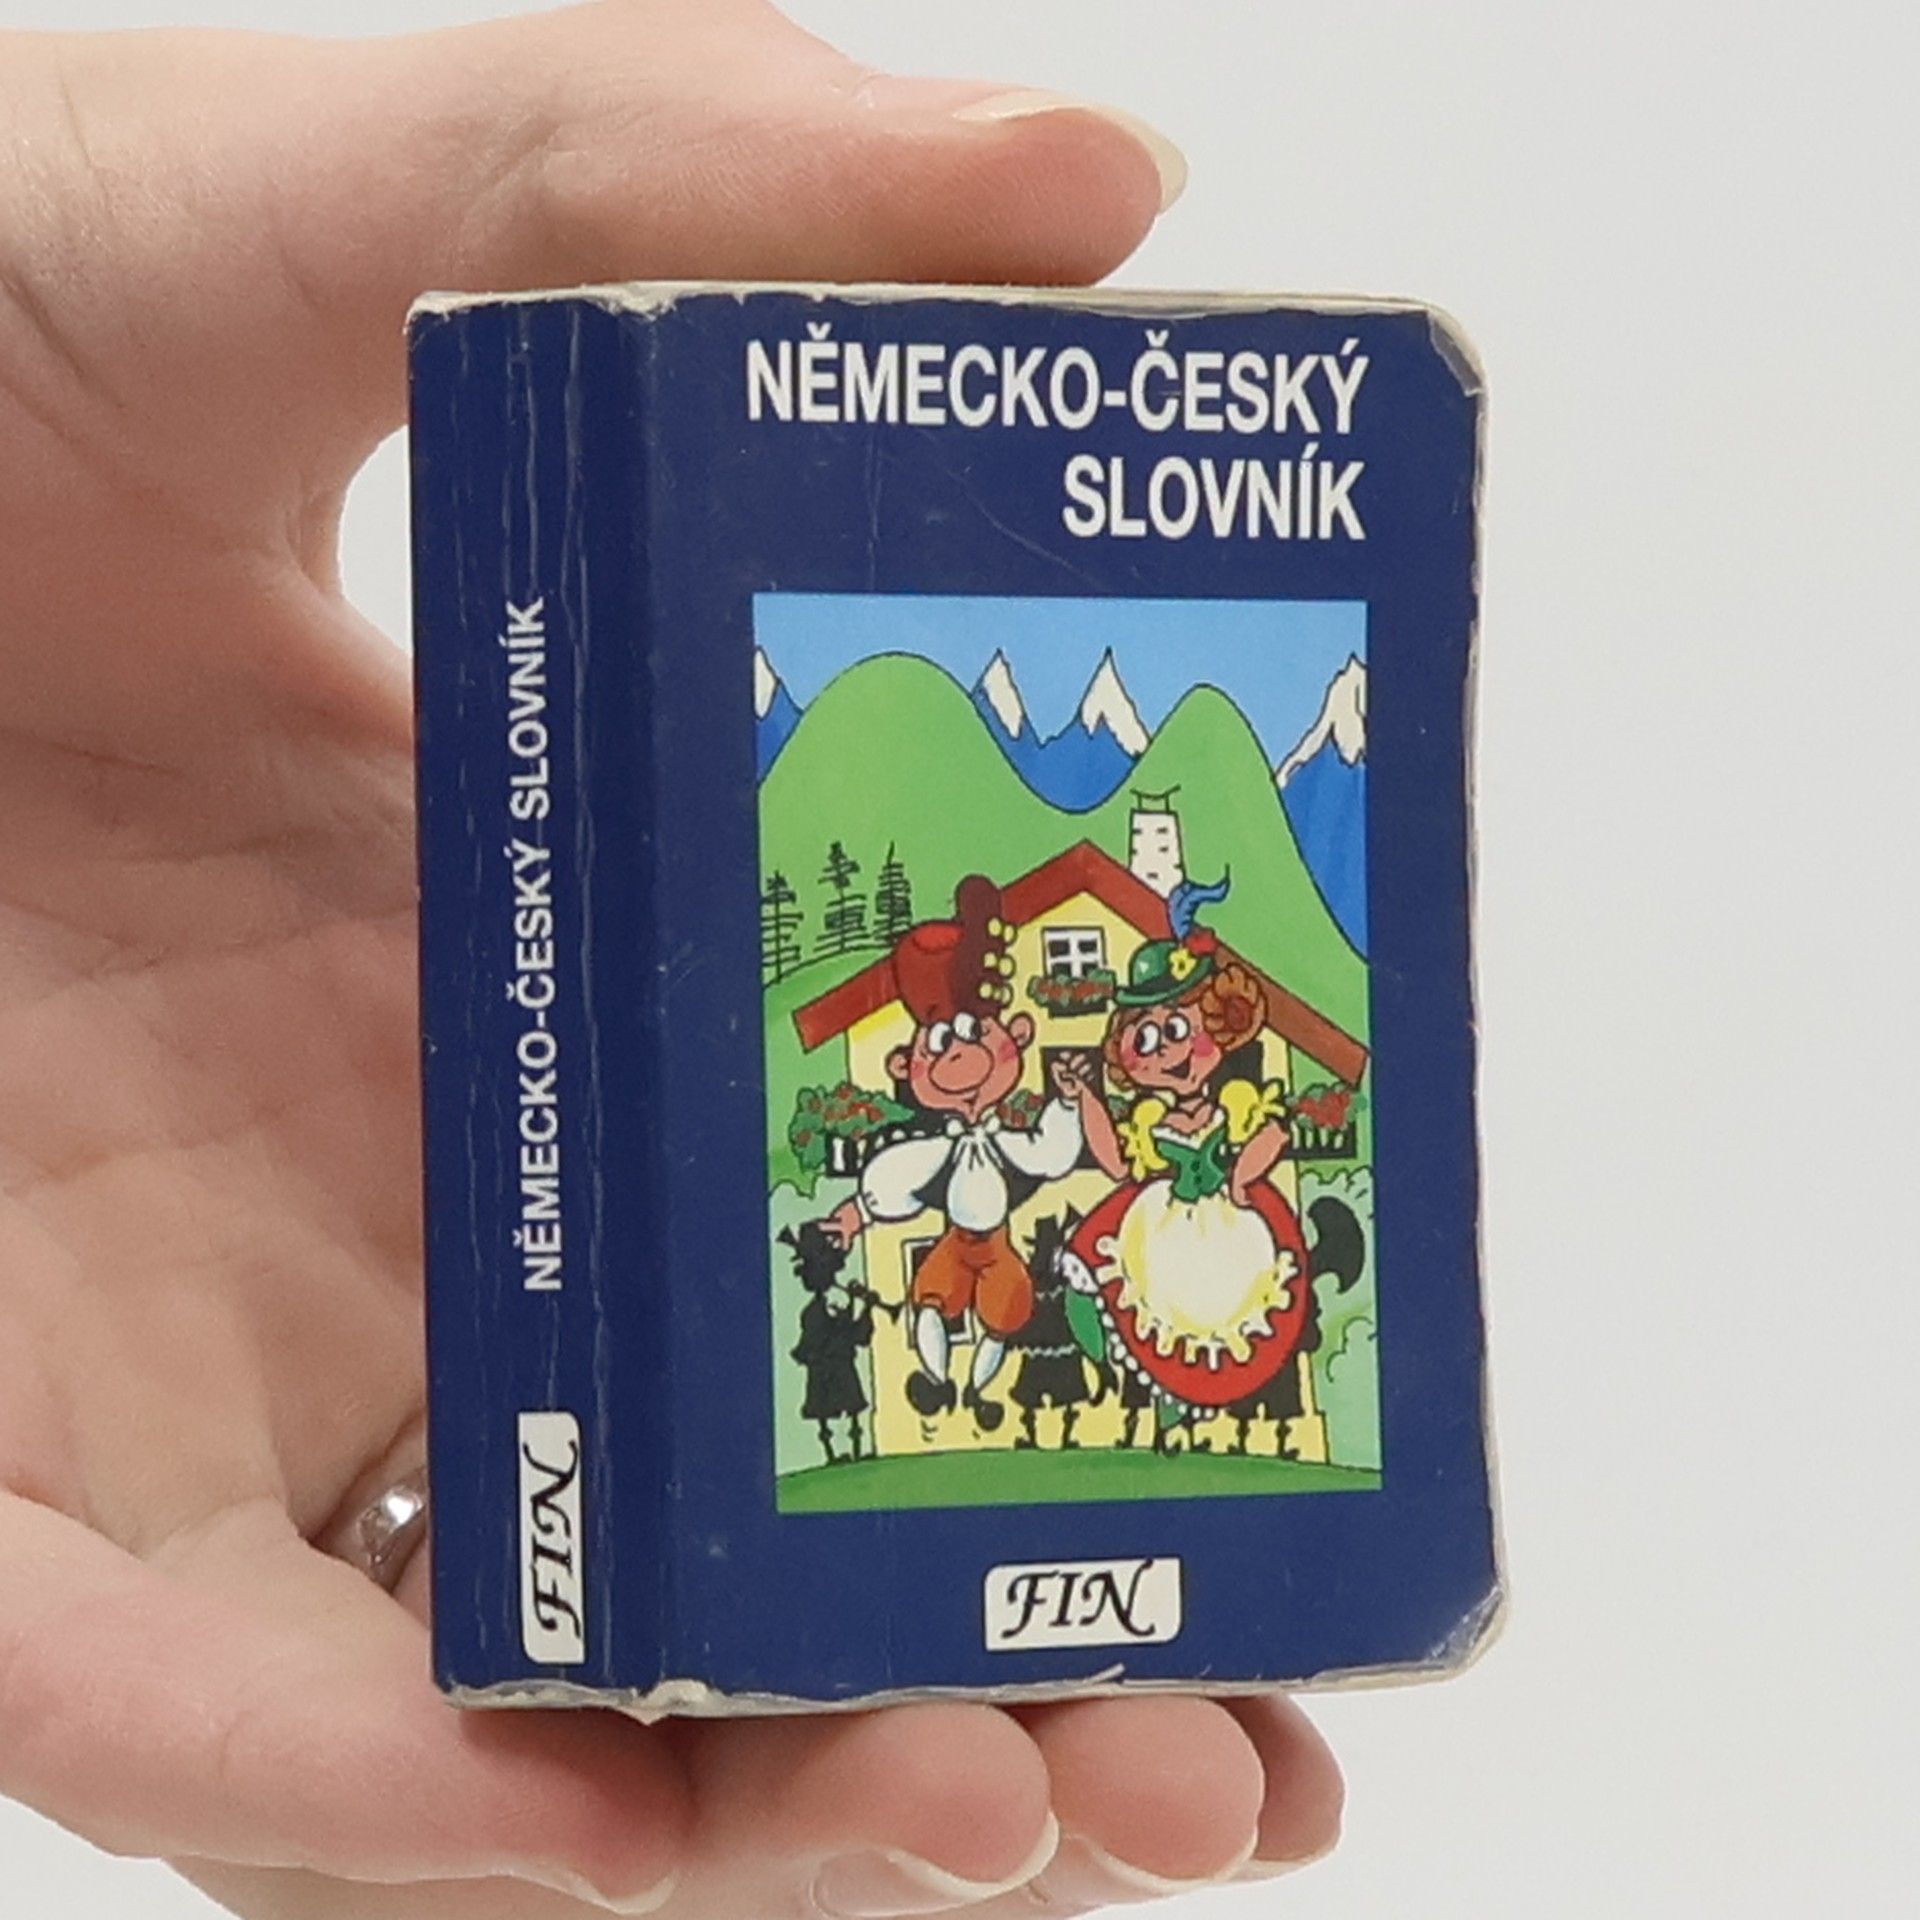 NĚMECKO-ČESKÝ SLOVNÍK
FIN
NĚMECKO-ČESKÝ
SLOVNÍK
FIN